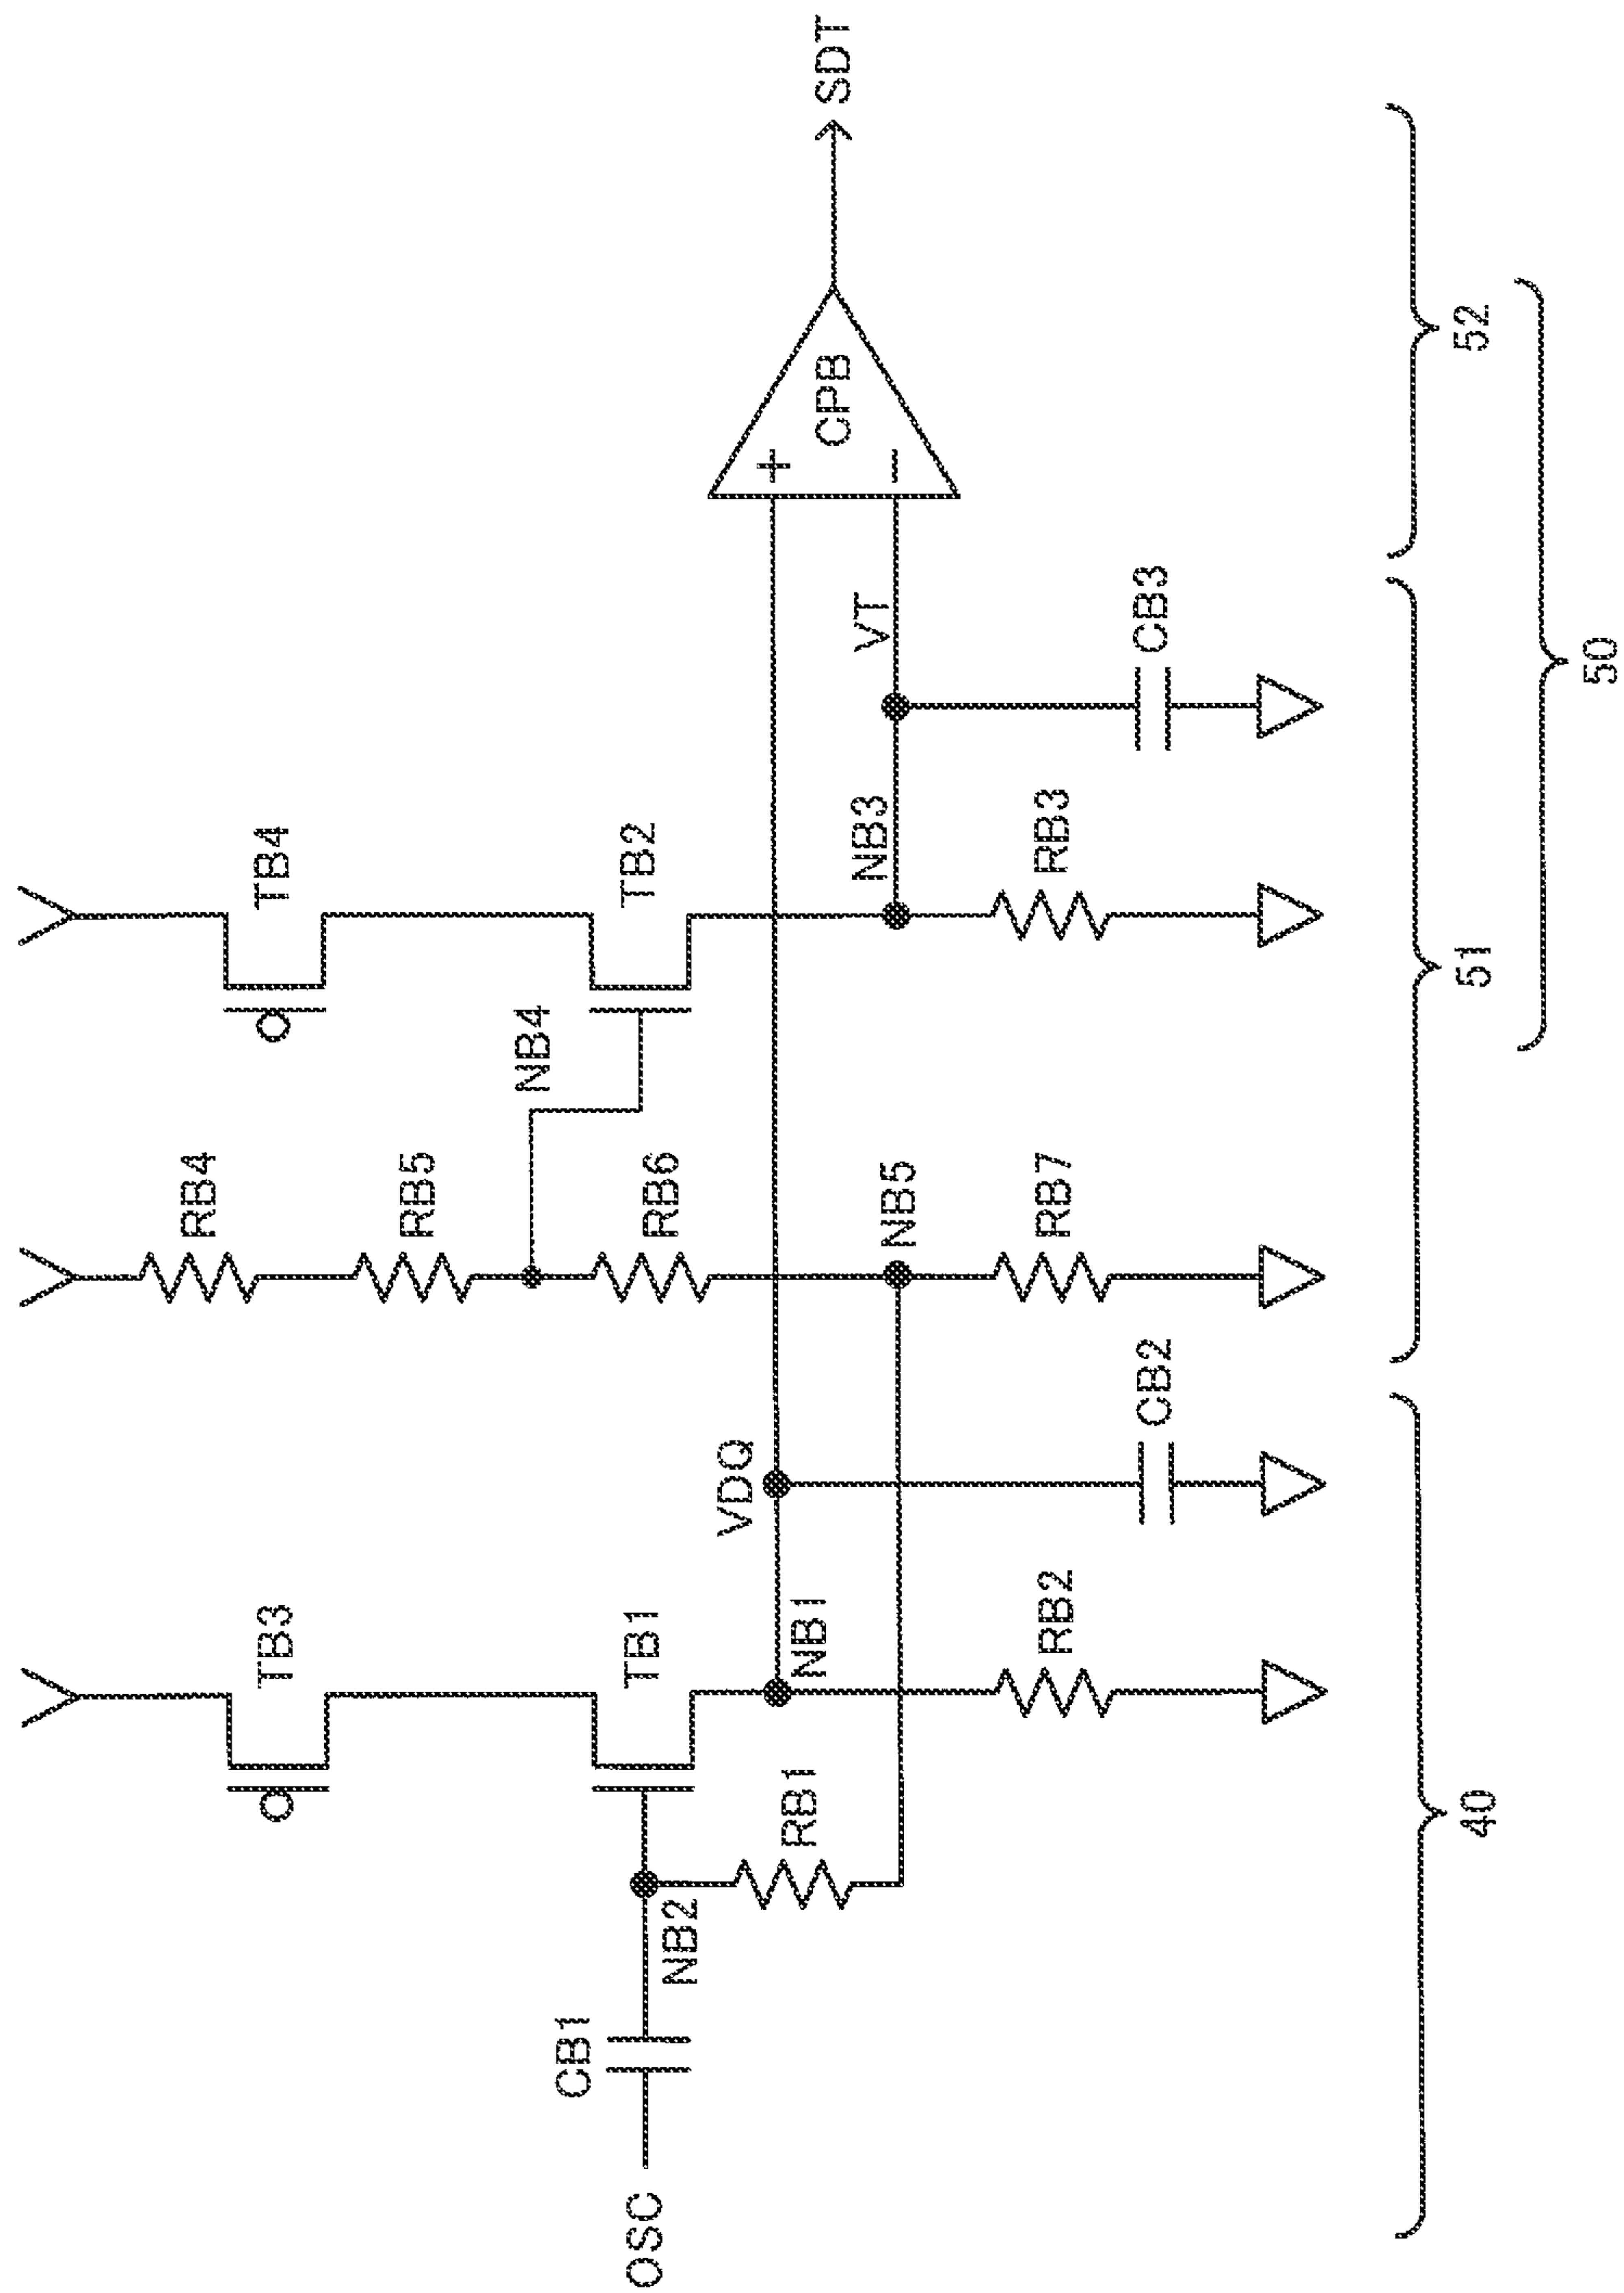 OSC
CB1
NB2
RB1
TB3
TB1
NB1
RB2
VDQ
CB2
RB4
RB5
RB6
NB4
NB5
RB7
TB4
TB2
NB3
RB3
VT
CB3
+
−
CPB
SDT
40
51
52
50